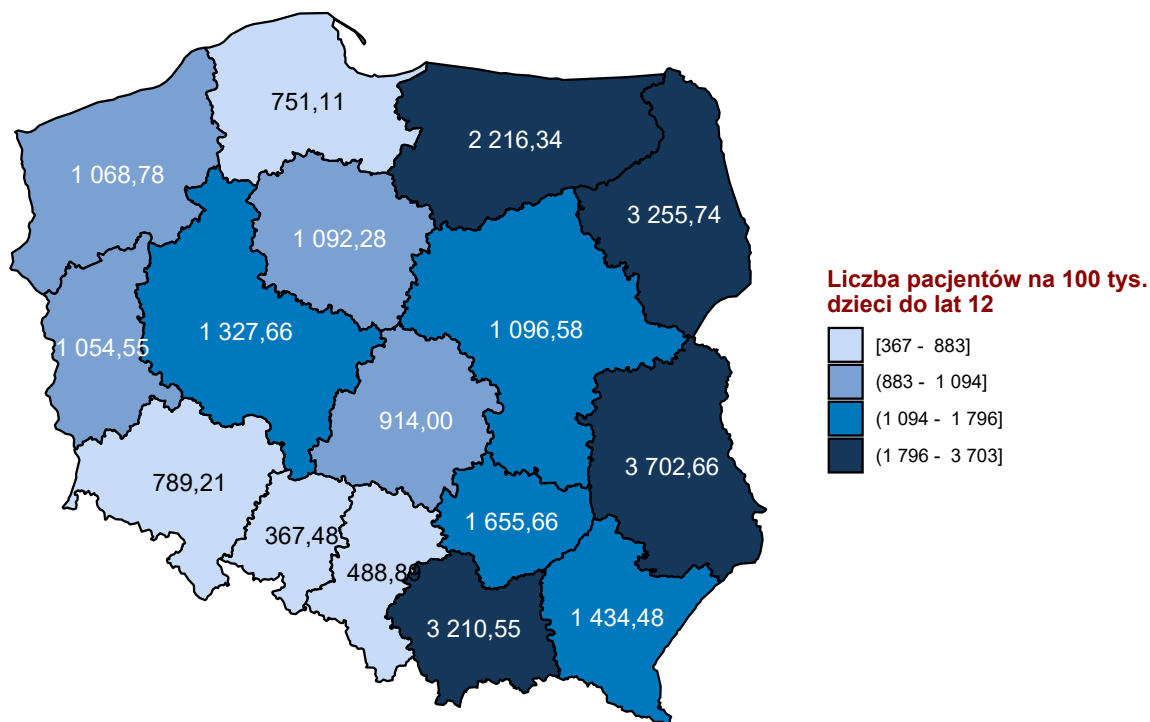 751,11
2 216,34
1 068,78
3 255,74
1 092,28
1 327,66
1 096,58
1 054,55
914,00
3 702,66
789,21
1 655,66
367,48
488,89
3 210,55
1 434,48
Liczba pacjentów na 100 tys.
dzieci do lat 12
[367 - 883]
(883 - 1 094]
(1 094 - 1 796]
(1 796 - 3 703]